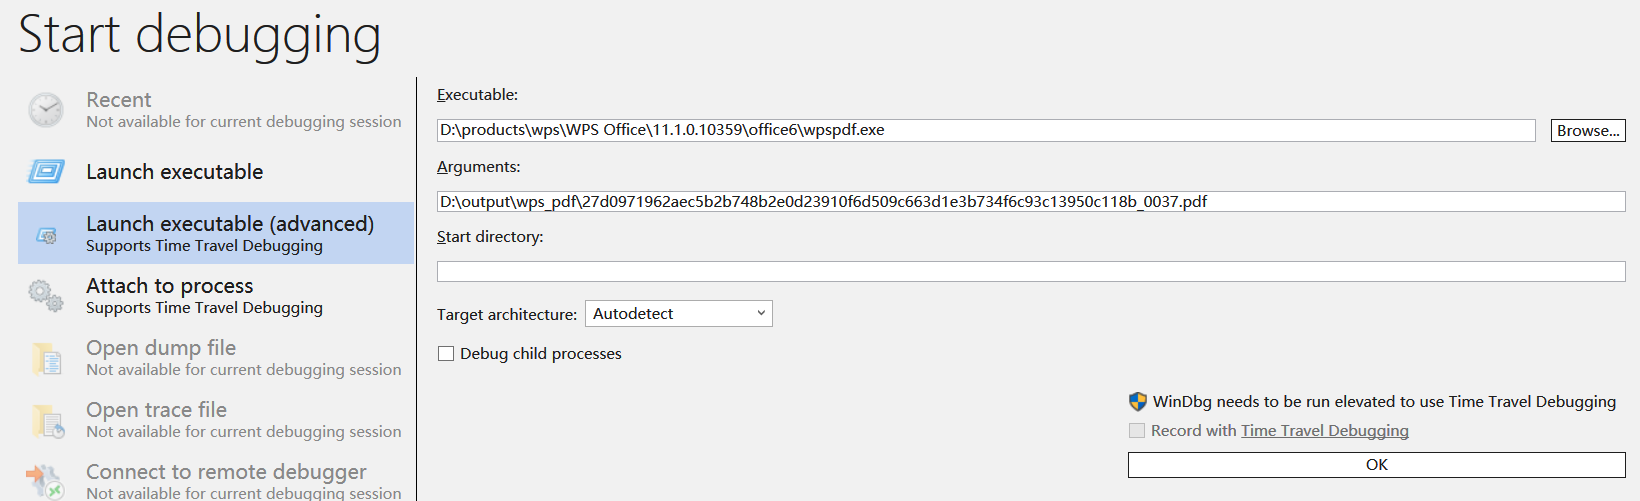 Start debugging
Recent
Not available for current debugging session
Launch executable
Launch executable (advanced)
Supports Time Travel Debugging
Attach to process
Supports Time Travel Debugging
Open dump file
Not available for current debugging session
Open trace file
Not available for current debugging session
Connect to remote debugger
Not available for current debugging session
Executable:
D:\products\wps\WPS Office\11.1.0.10359\office6\wpspdf.exe
Browse...
Arguments:
D:\output\wps_pdf\27d0971962aec5b2b748b2e0d23910f6d509c663d1e3b734f6c93c13950c118b_0037.pdf
Start directory:
Target architecture: Autodetect
Debug child processes
WinDbg needs to be run elevated to use Time Travel Debugging
Record with Time Travel Debugging
OK